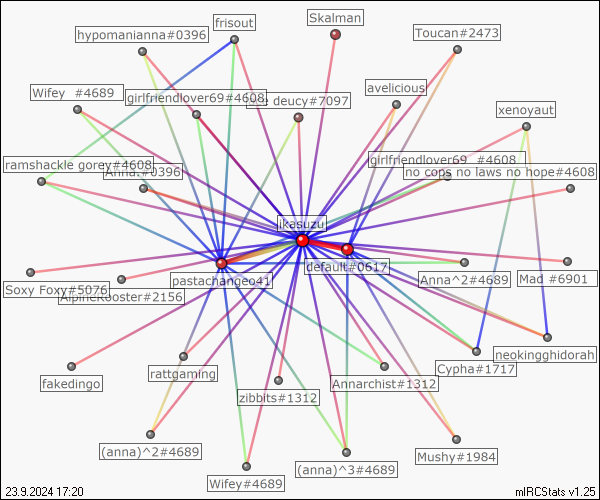 Skalman
frisout
Toucan#2473
hypomanianna#0396
avelicious
Wifey #4689
girlfriendlover69#4608
deucy#7097
xenoyaut
ramshackle gorey#4608
Anna.#0396
girlfriendlover69 #4608
no cops no laws no hope#4608
ikasuzu
default#0617
pastachange041
Anna^2#4689
Mad #6901
Soxy Foxy#5076
AlpineRooster#2156
neokingghidorah
Cypha#1717
rattgaming
fakedingo
Annarchist#1312
zibbits#1312
(anna)^2#4689
Mushy#1984
(anna)^3#4689
Wifey#4689
23.9.2024 17:20
mIRCStats v1.25